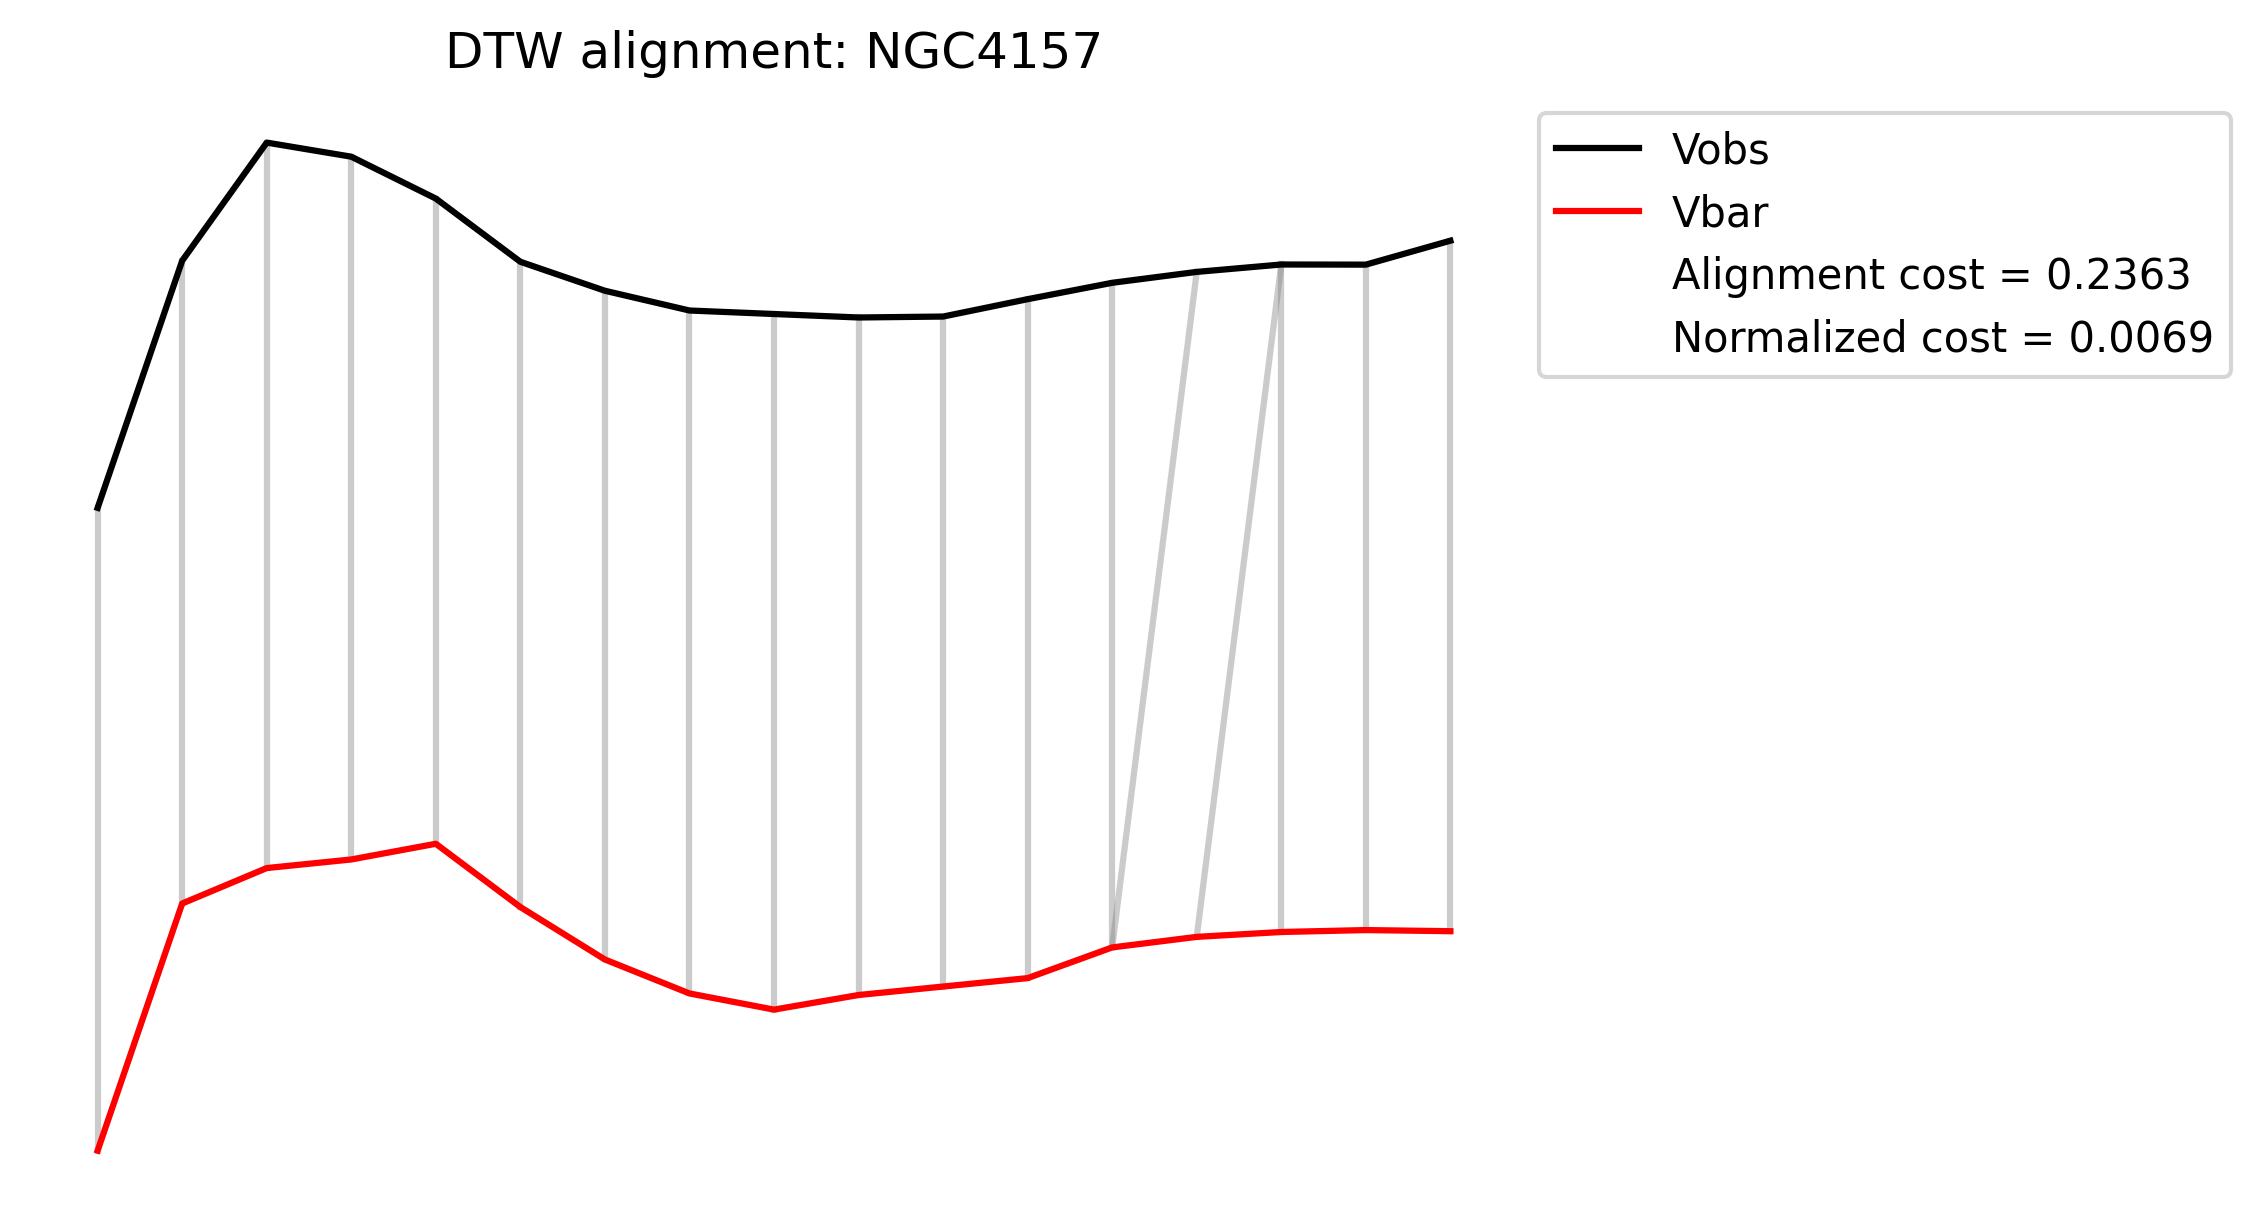 DTW alignment: NGC4157
Vobs
Vbar
Alignment cost = 0.2363
Normalized cost = 0.0069